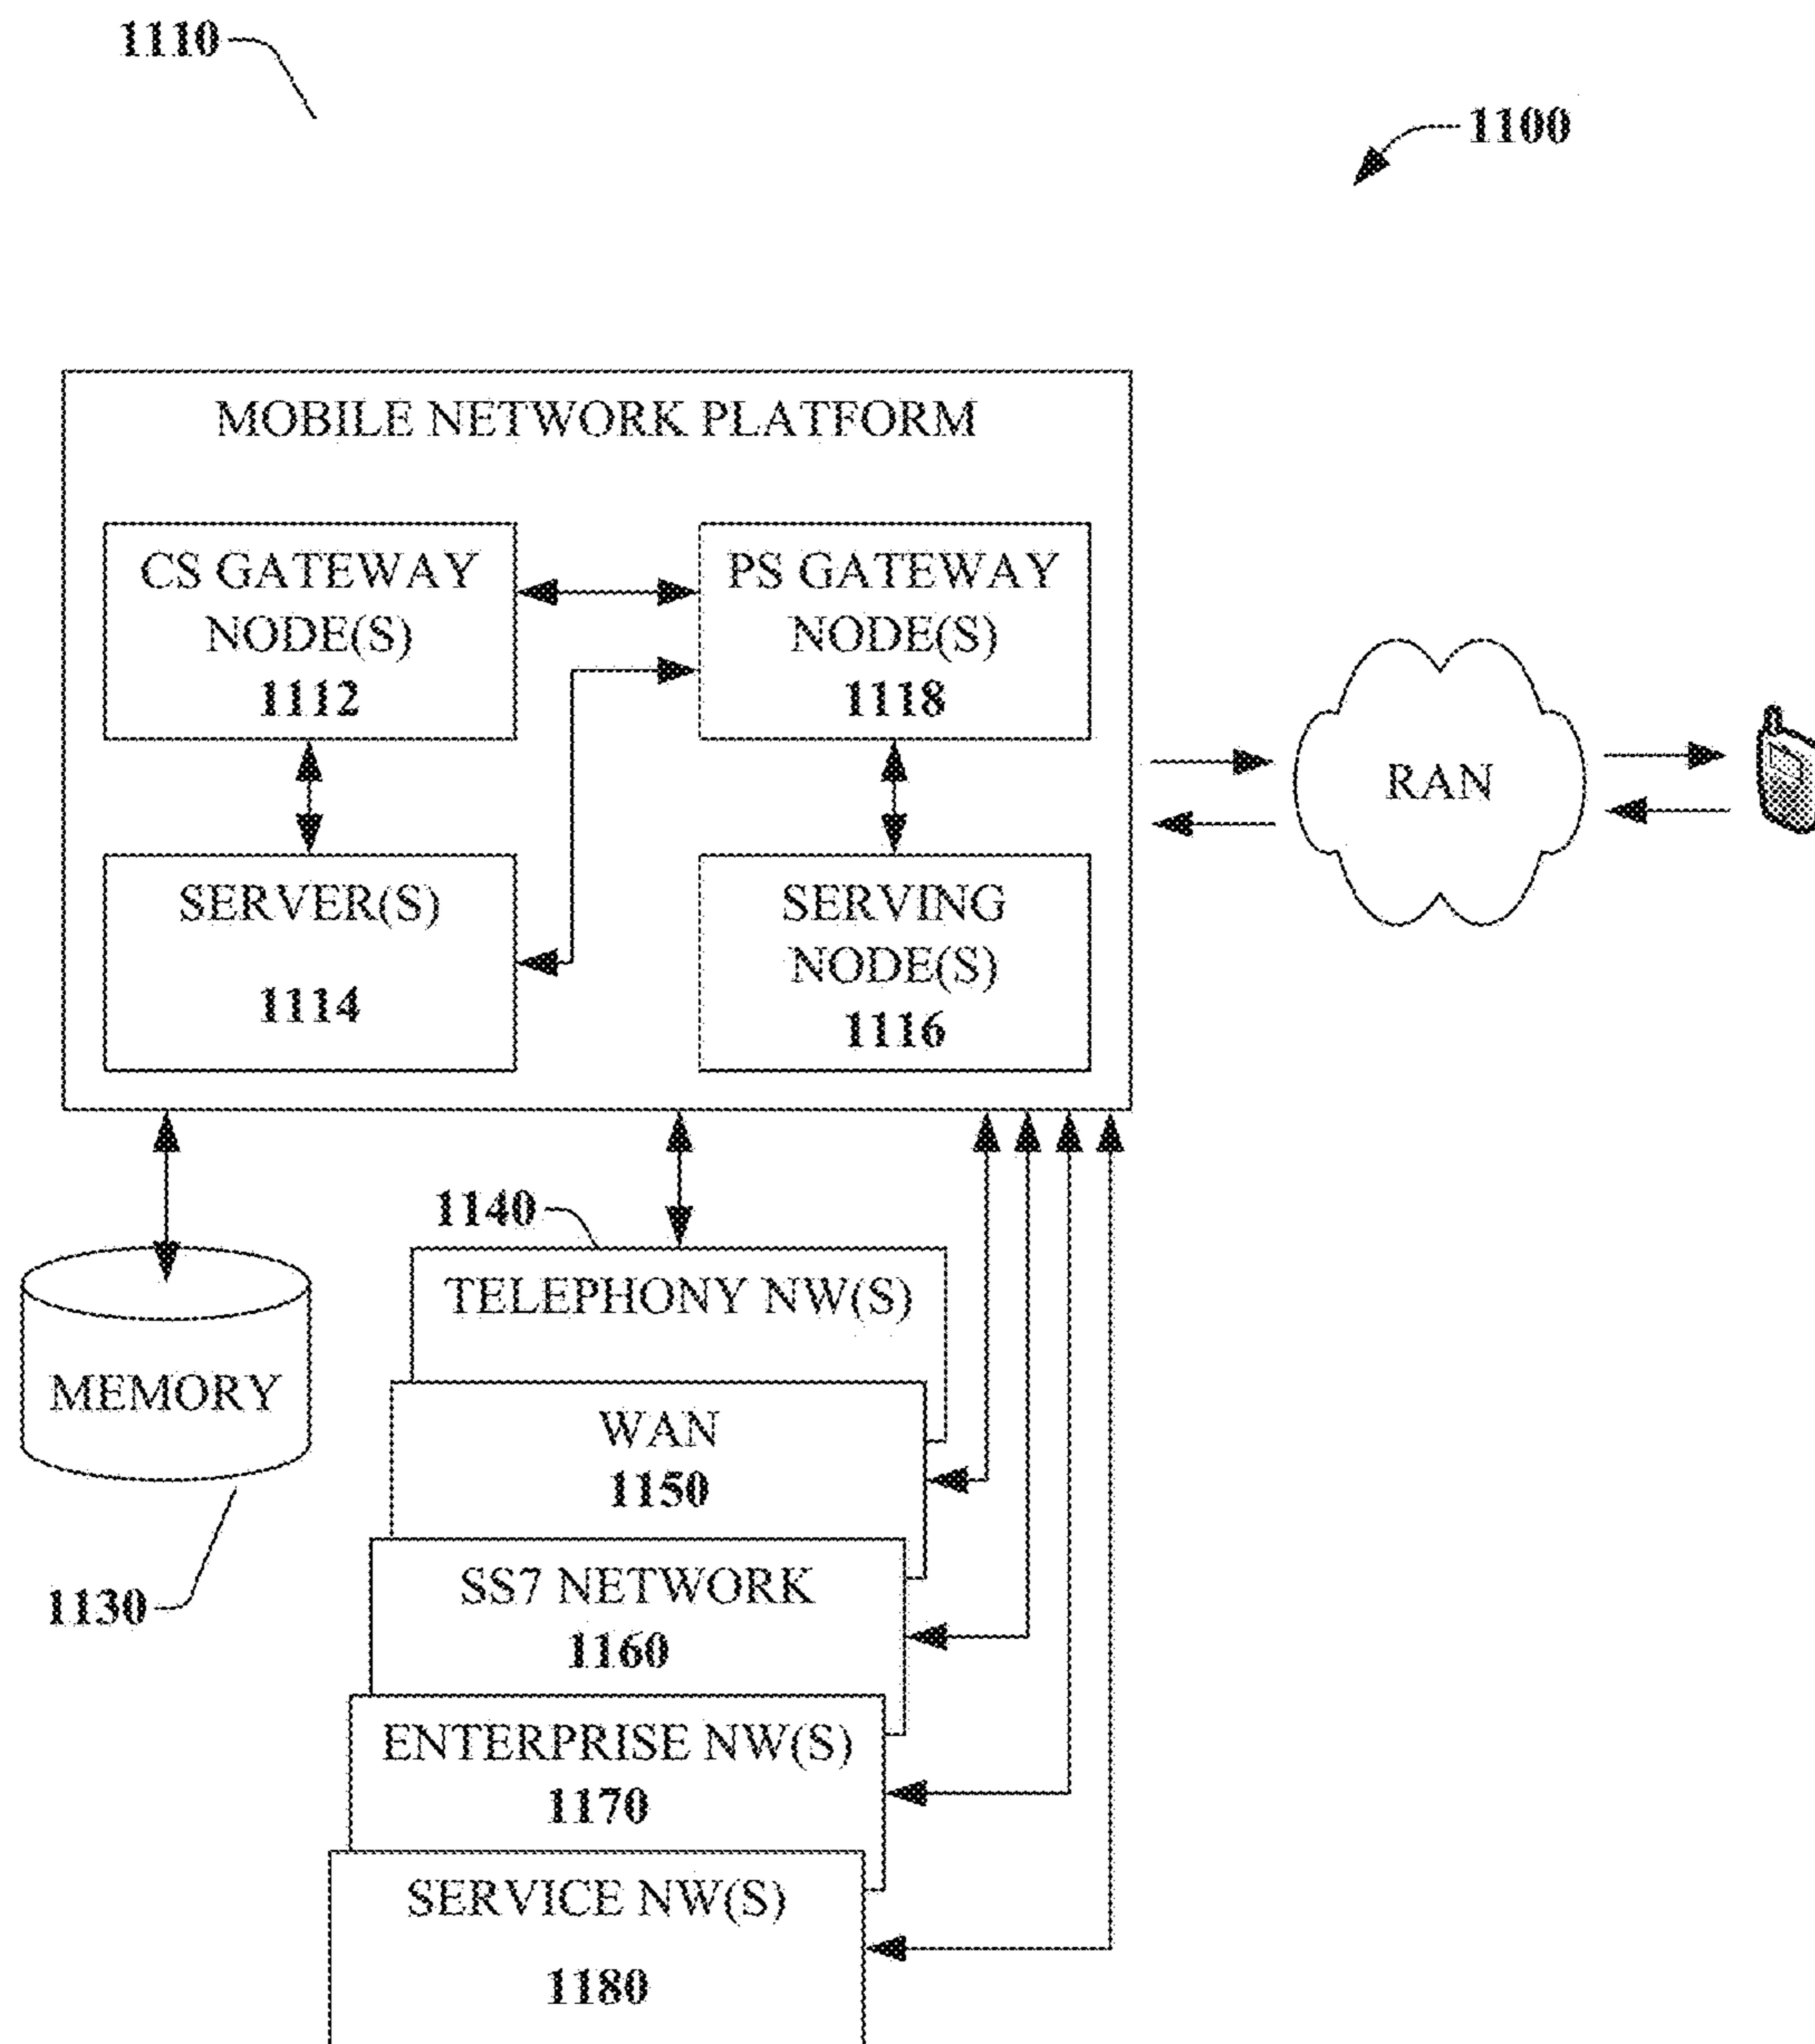 1110
1100
MOBILE NETWORK PLATFORM
CS GATEWAY
NODE(S)
1112
PS GATEWAY
NODE(S)
1118
RAN
SERVER(S)
1114
SERVING
NODE(S)
1116
1140
TELEPHONY NW(S)
MEMORY
WAN
1150
1130
SS7 NETWORK
1160
ENTERPRISE NW(S)
1170
SERVICE NW(S)
1180